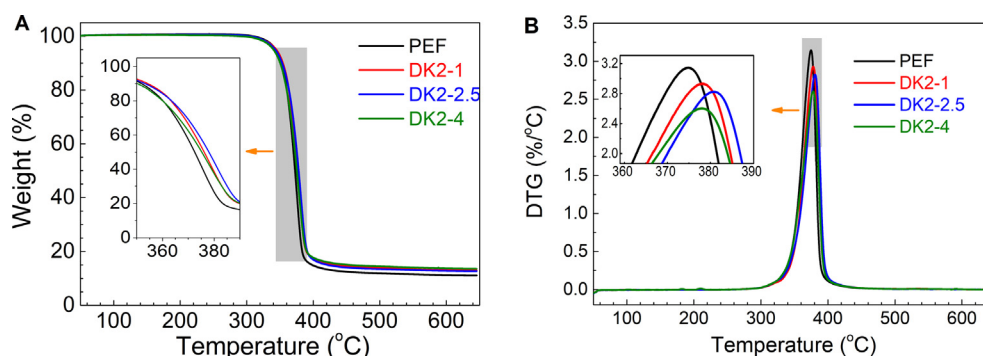 A
100
80
60
40
20
0
Weight (%)
100
80
60
40
20
0
360
380
PEF
DK2-1
DK2-2.5
DK2-4
100 200 300 400 500 600
Temperature (°C)
B
3.5
3.0
2.5
2.0
1.5
1.0
0.5
0.0
DTG (%/°C)
3.2
2.8
2.4
2.0
360 370 380 390
PEF
DK2-1
DK2-2.5
DK2-4
100 200 300 400 500 600
Temperature (°C)